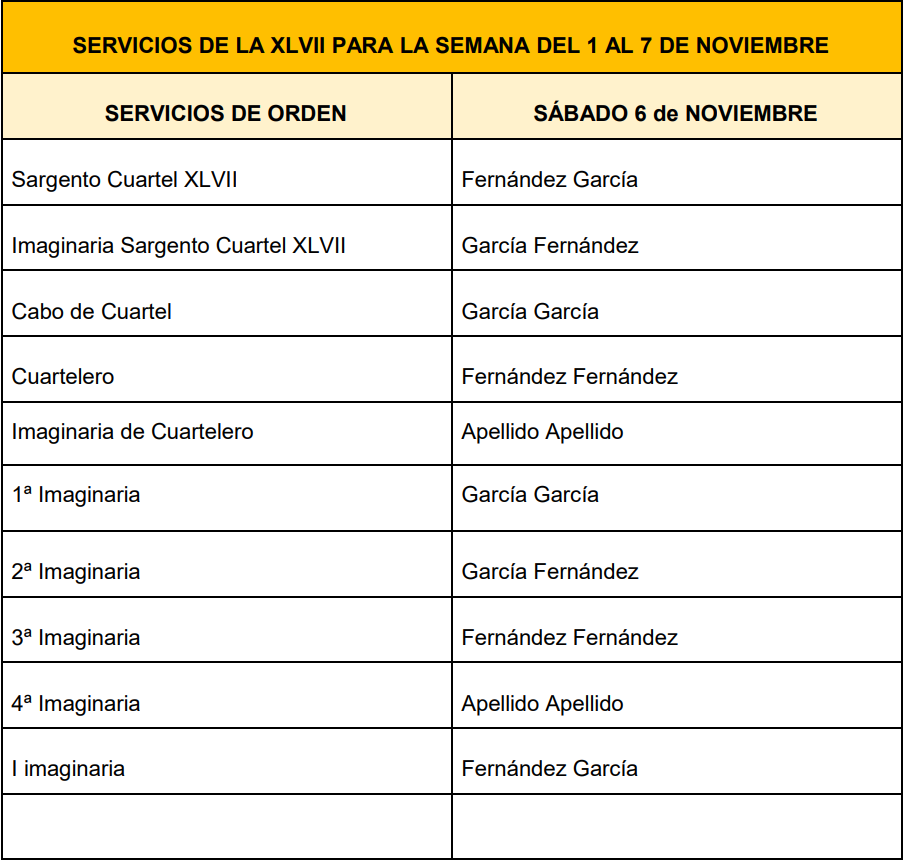 SERVICIOS DE LA XLVII PARA LA SEMANA DEL 1 AL 7 DE NOVIEMBRE
SERVICIOS DE ORDEN SÁBADO 6 de NOVIEMBRE
Sargento Cuartel XLVII Fernández García
Imaginaria Sargento Cuartel XLVII García Fernández
Cabo de Cuartel García García
Cuartelero Fernández Fernández
Imaginaria de Cuartelero Apellido Apellido
1ª Imaginaria García García
2ª Imaginaria García Fernández
3ª Imaginaria Fernández Fernández
4ª Imaginaria Apellido Apellido
I imaginaria Fernández García